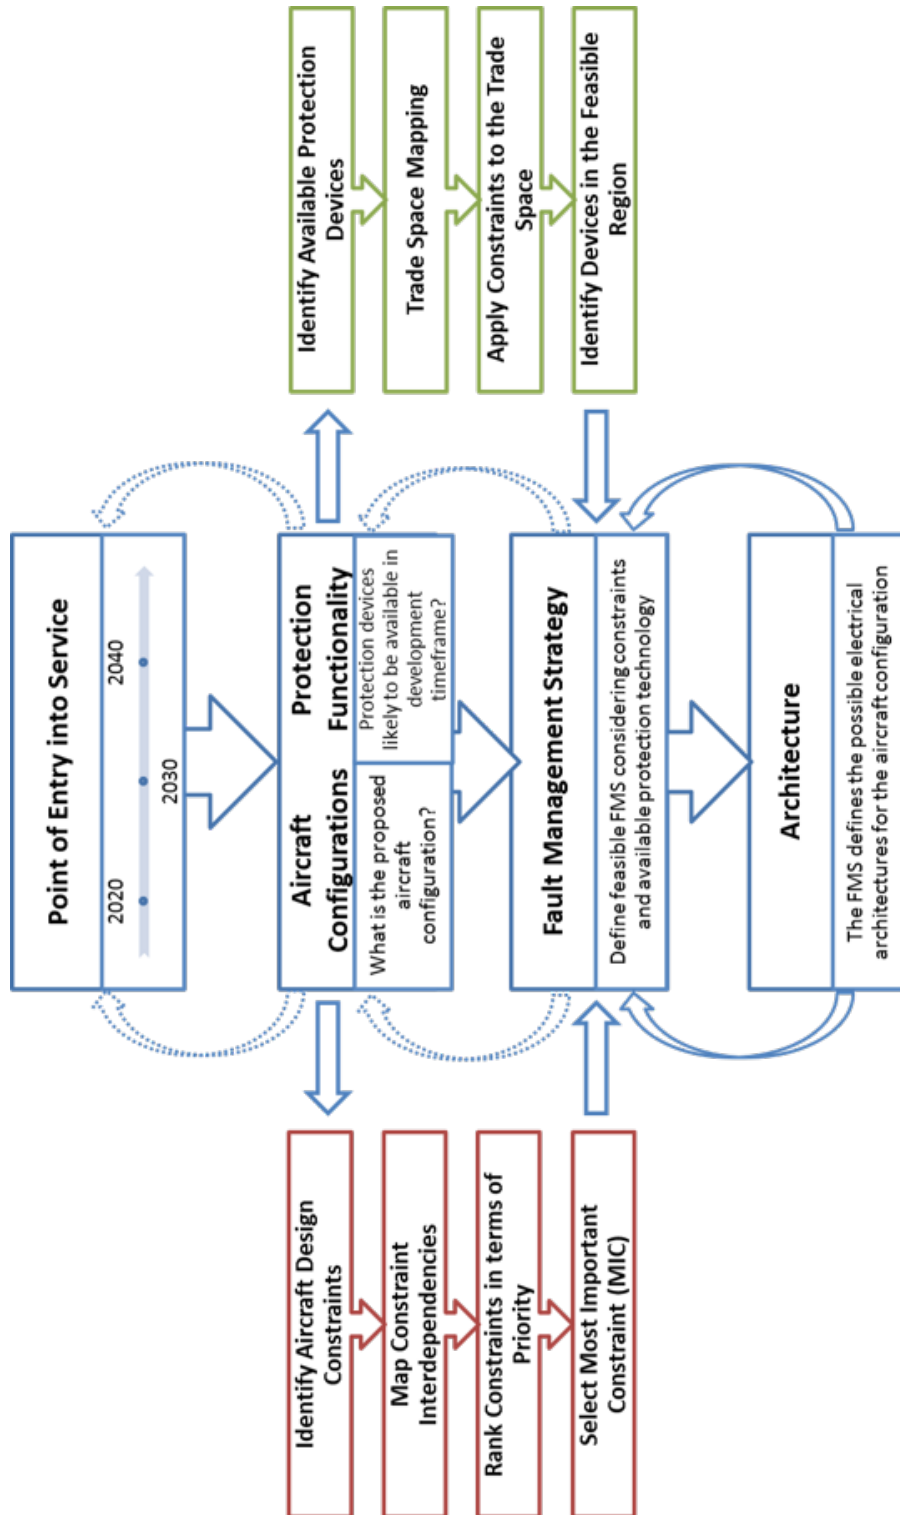 Point of Entry into Service
2020
2030
2040
Aircraft
Configurations
Protection
Functionality
What is the proposed
aircraft
configuration?
Protection devices
likely to be available in
development
timeframe?
Fault Management Strategy
Define feasible FMS considering constraints
and available protection technology
Architecture
The FMS defines the possible electrical
architectures for the aircraft configuration
Identify Aircraft Design
Constraints
Map Constraint
Interdependencies
Rank Constraints in terms of
Priority
Select Most Important
Constraint (MIC)
Identify Available Protection
Devices
Trade Space Mapping
Apply Constraints to the Trade
Space
Identify Devices in the Feasible
Region